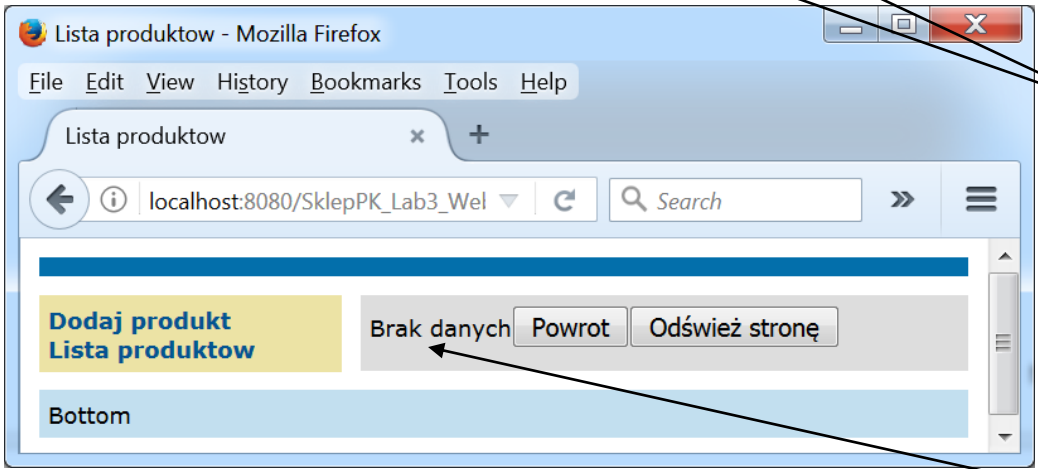 Lista produktow - Mozilla Firefox
File Edit View History Bookmarks Tools Help
Lista produktow × +
localhost:8080/SklepPK_Lab3_Wel Search
Dodaj produkt
Lista produktow
Brak danych Powrot Odśwież stronę
Bottom